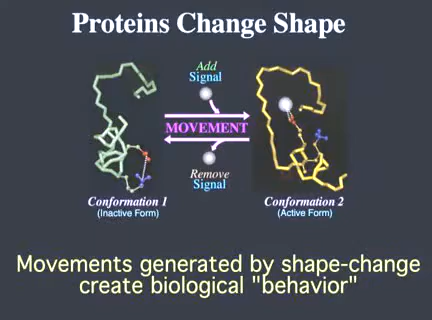 Proteins Change Shape
Add
Signal
MOVEMENT
Remove
Signal
Conformation 1
(Inactive Form)
Conformation 2
(Active Form)
Movements generated by shape-change
create biological "behavior"